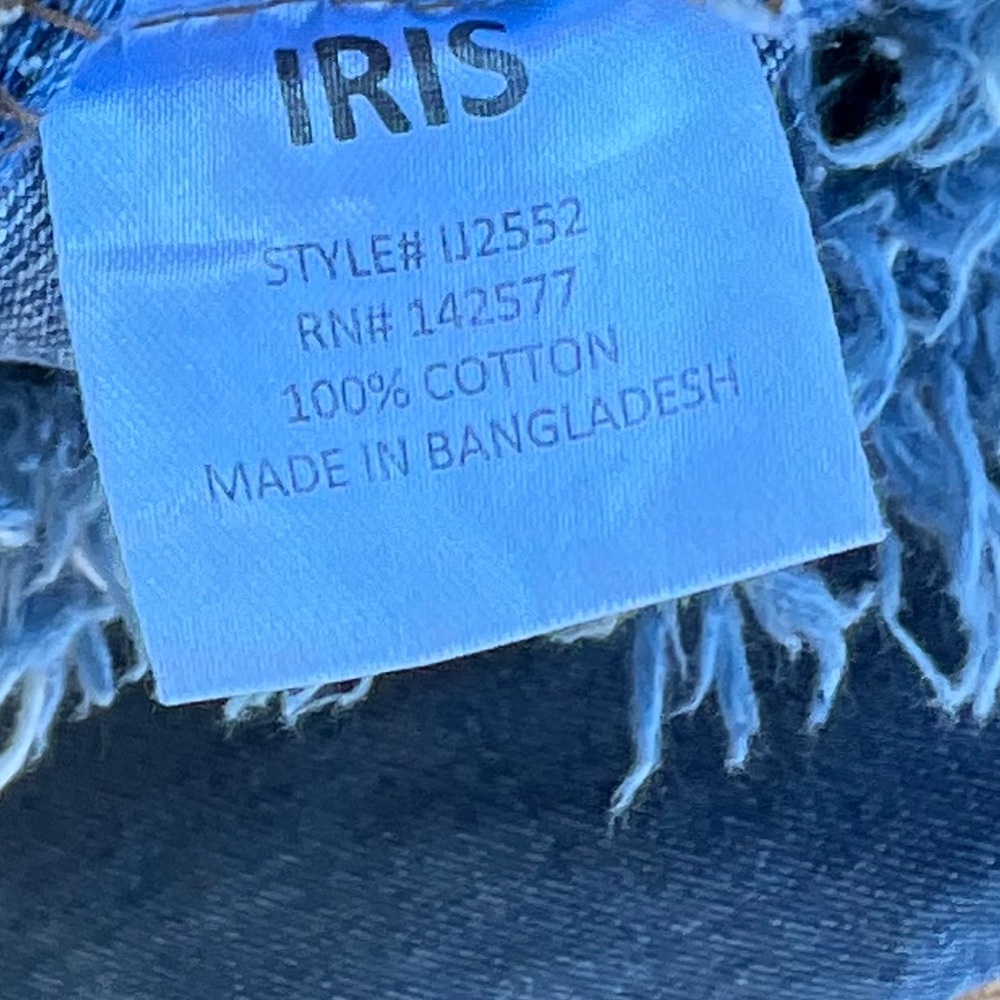 IRIS
STYLE# IJ2552
RN# 142577
100% COTTON
MADE IN BANGLADESH